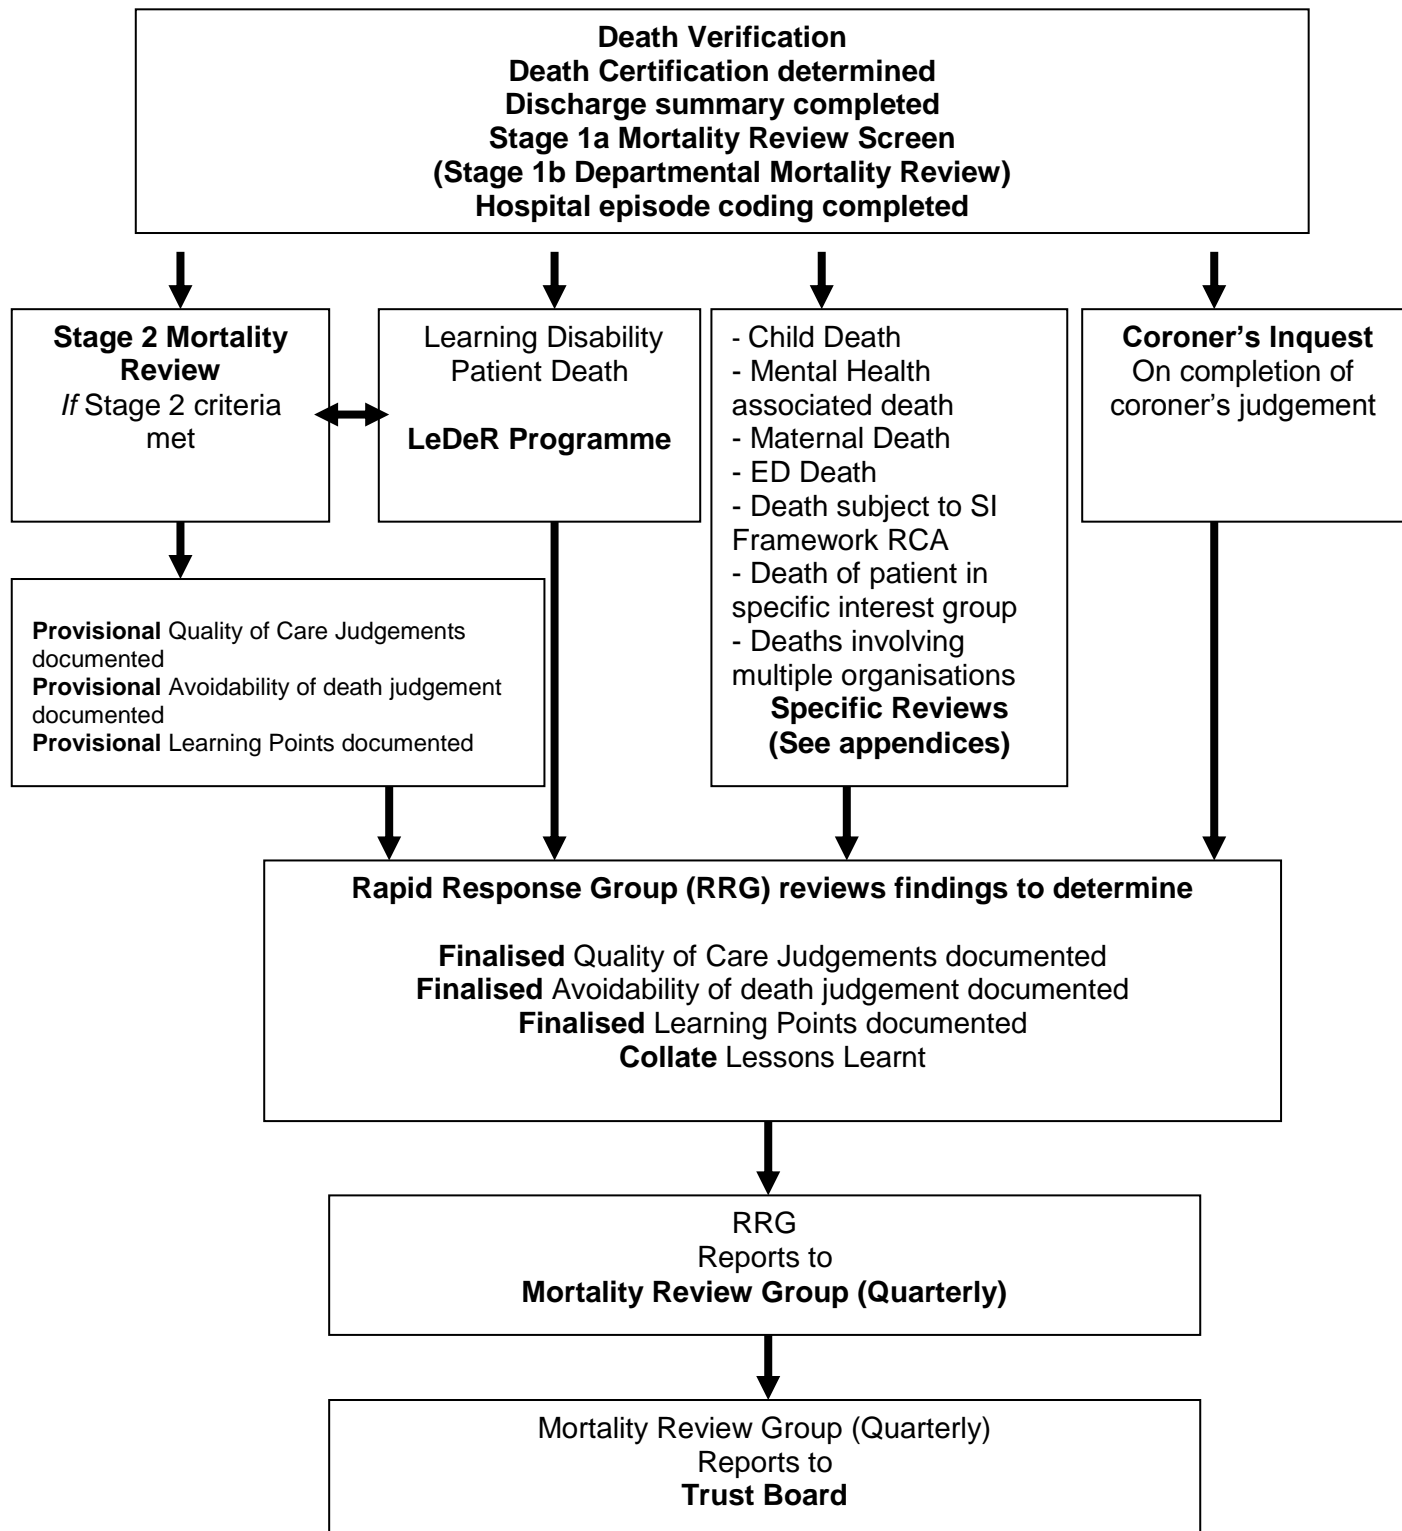 Death Verification
Death Certification determined
Discharge summary completed
Stage 1a Mortality Review Screen
(Stage 1b Departmental Mortality Review)
Hospital episode coding completed
Stage 2 Mortality
Review
If Stage 2 criteria
met
Learning Disability
Patient Death
LeDeR Programme
- Child Death
- Mental Health
associated death
- Maternal Death
- ED Death
- Death subject to SI
Framework RCA
- Death of patient in
specific interest group
- Deaths involving
multiple organisations
Specific Reviews
(See appendices)
Coroner’s Inquest
On completion of
coroner’s judgement
Provisional Quality of Care Judgements
documented
Provisional Avoidability of death judgement
documented
Provisional Learning Points documented
Rapid Response Group (RRG) reviews findings to determine
Finalised Quality of Care Judgements documented
Finalised Avoidability of death judgement documented
Finalised Learning Points documented
Collate Lessons Learnt
RRG
Reports to
Mortality Review Group (Quarterly)
Mortality Review Group (Quarterly)
Reports to
Trust Board